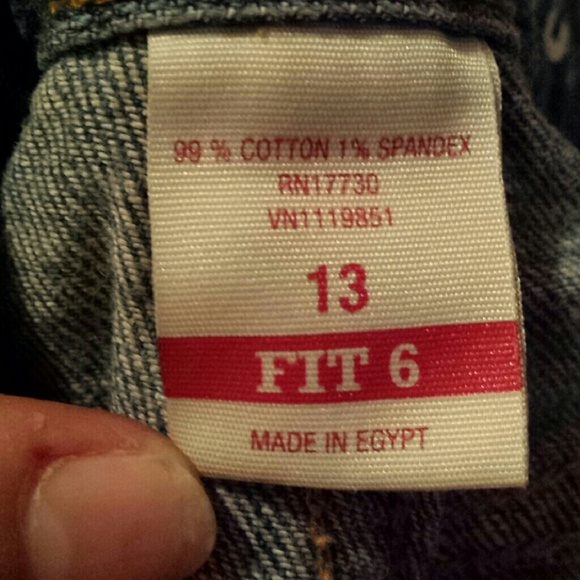 99 % COTTON 1% SPANDEX
RN17730
VN1119851
13
FIT 6
MADE IN EGYPT